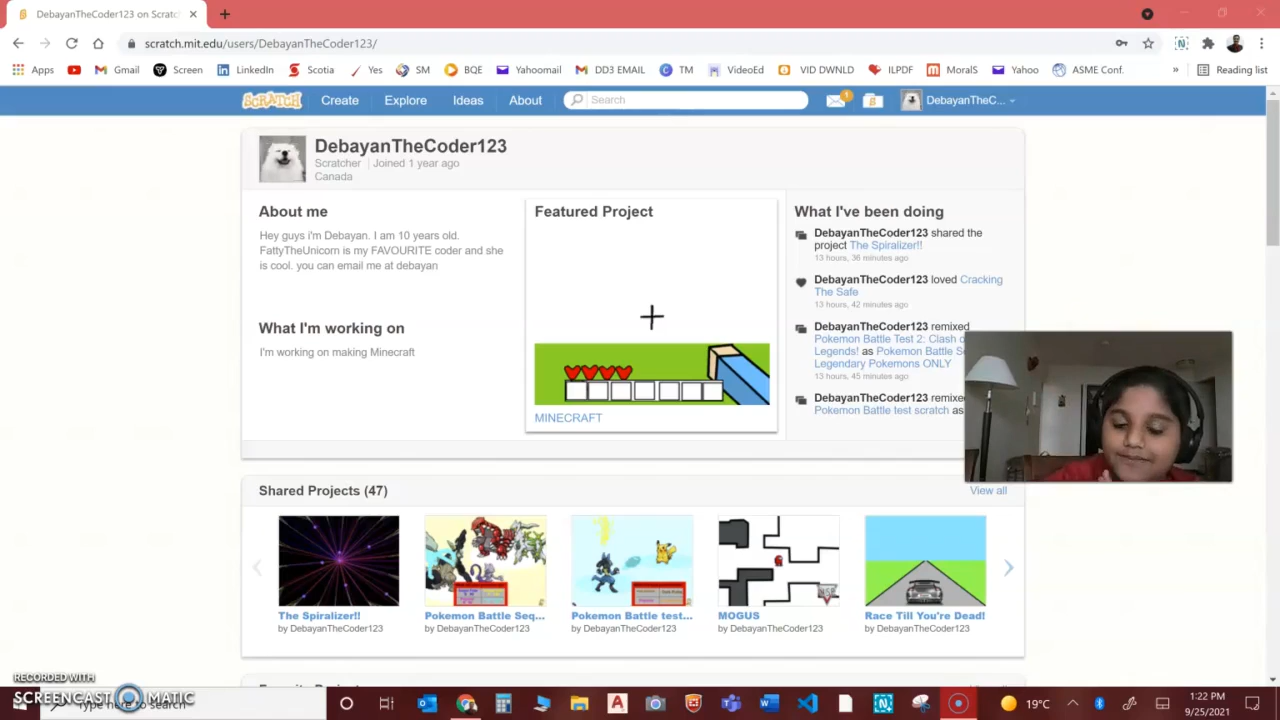 DebayanTheCoder123 on Scratc
scratch.mit.edu/users/DebayanTheCoder123/
Apps Gmail Screen LinkedIn Scotia Yes SM BQE Yahoomail DD3 EMAIL TM VideoEd VID DWNLD ILPDF MoralS Yahoo ASME Conf. » Reading list
SCRATCH Create Explore Ideas About Search 1 DebayanTheC...
DebayanTheCoder123
Scratcher Joined 1 year ago
Canada
About me
Hey guys i'm Debayan. I am 10 years old.
FattyTheUnicorn is my FAVOURITE coder and she
is cool. you can email me at debayan
What I'm working on
I'm working on making Minecraft
Featured Project
MINECRAFT
What I've been doing
DebayanTheCoder123 shared the
project The Spiralizer!!
13 hours, 36 minutes ago
DebayanTheCoder123 loved Cracking
The Safe
13 hours, 42 minutes ago
DebayanTheCoder123 remixed
Pokemon Battle Test 2: Clash o
Legends! as Pokemon Battle S
Legendary Pokemons ONLY
13 hours, 45 minutes ago
DebayanTheCoder123 remixe
Pokemon Battle test scratch as
Shared Projects (47)
View all
The Spiralizer!!
by DebayanTheCoder123
Pokemon Battle Seq...
by DebayanTheCoder123
Pokemon Battle test...
by DebayanTheCoder123
MOGUS
by DebayanTheCoder123
Race Till You're Dead!
by DebayanTheCoder123
RECORDED WITH
SCREENCAST MATIC
Type here to search
19°C
1:22 PM
9/25/2021